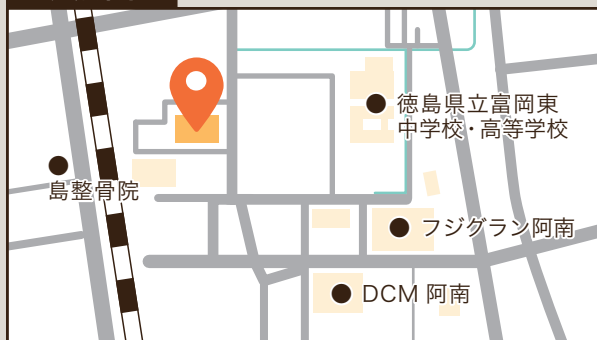 徳島県立富岡東
中学校・高等学校
島整骨院
フジグラン阿南
DCM 阿南